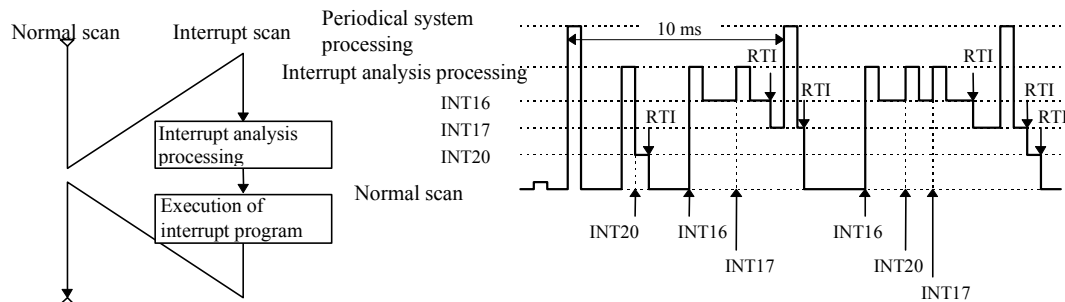 Normal scan
Interrupt scan
Interrupt analysis
processing
Execution of
interrupt program
Periodical system
processing
Interrupt analysis processing
INT16
INT17
INT20
Normal scan
10 ms
RTI
RTI
RTI
RTI
RTI
RTI
INT20
INT16
INT17
INT16
INT20
INT17